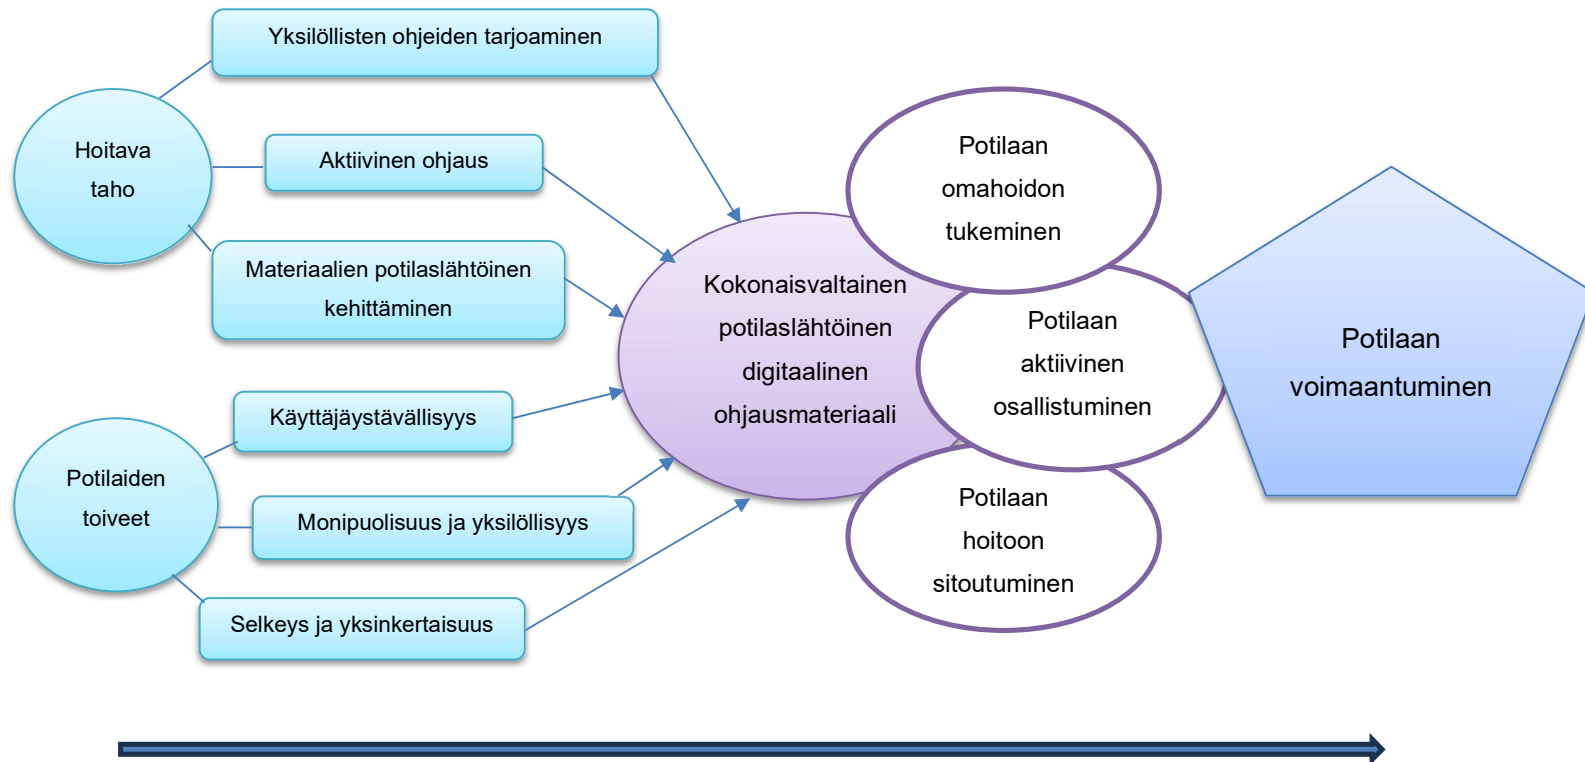 Yksilöllisten ohjeiden tarjoaminen
Hoitava
taho
Aktiivinen ohjaus
Materiaalien potilaslähtöinen
kehittäminen
Potilaiden
toiveet
Käyttäjäystävällisyys
Monipuolisuus ja yksilöllisyys
Selkeys ja yksinkertaisuus
Kokonaisvaltainen
potilaslähtöinen
digitaalinen
ohjausmateriaali
Potilaan
omahoidon
tukeminen
Potilaan
aktiivinen
osallistuminen
Potilaan
hoitoon
sitoutuminen
Potilaan
voimaantuminen